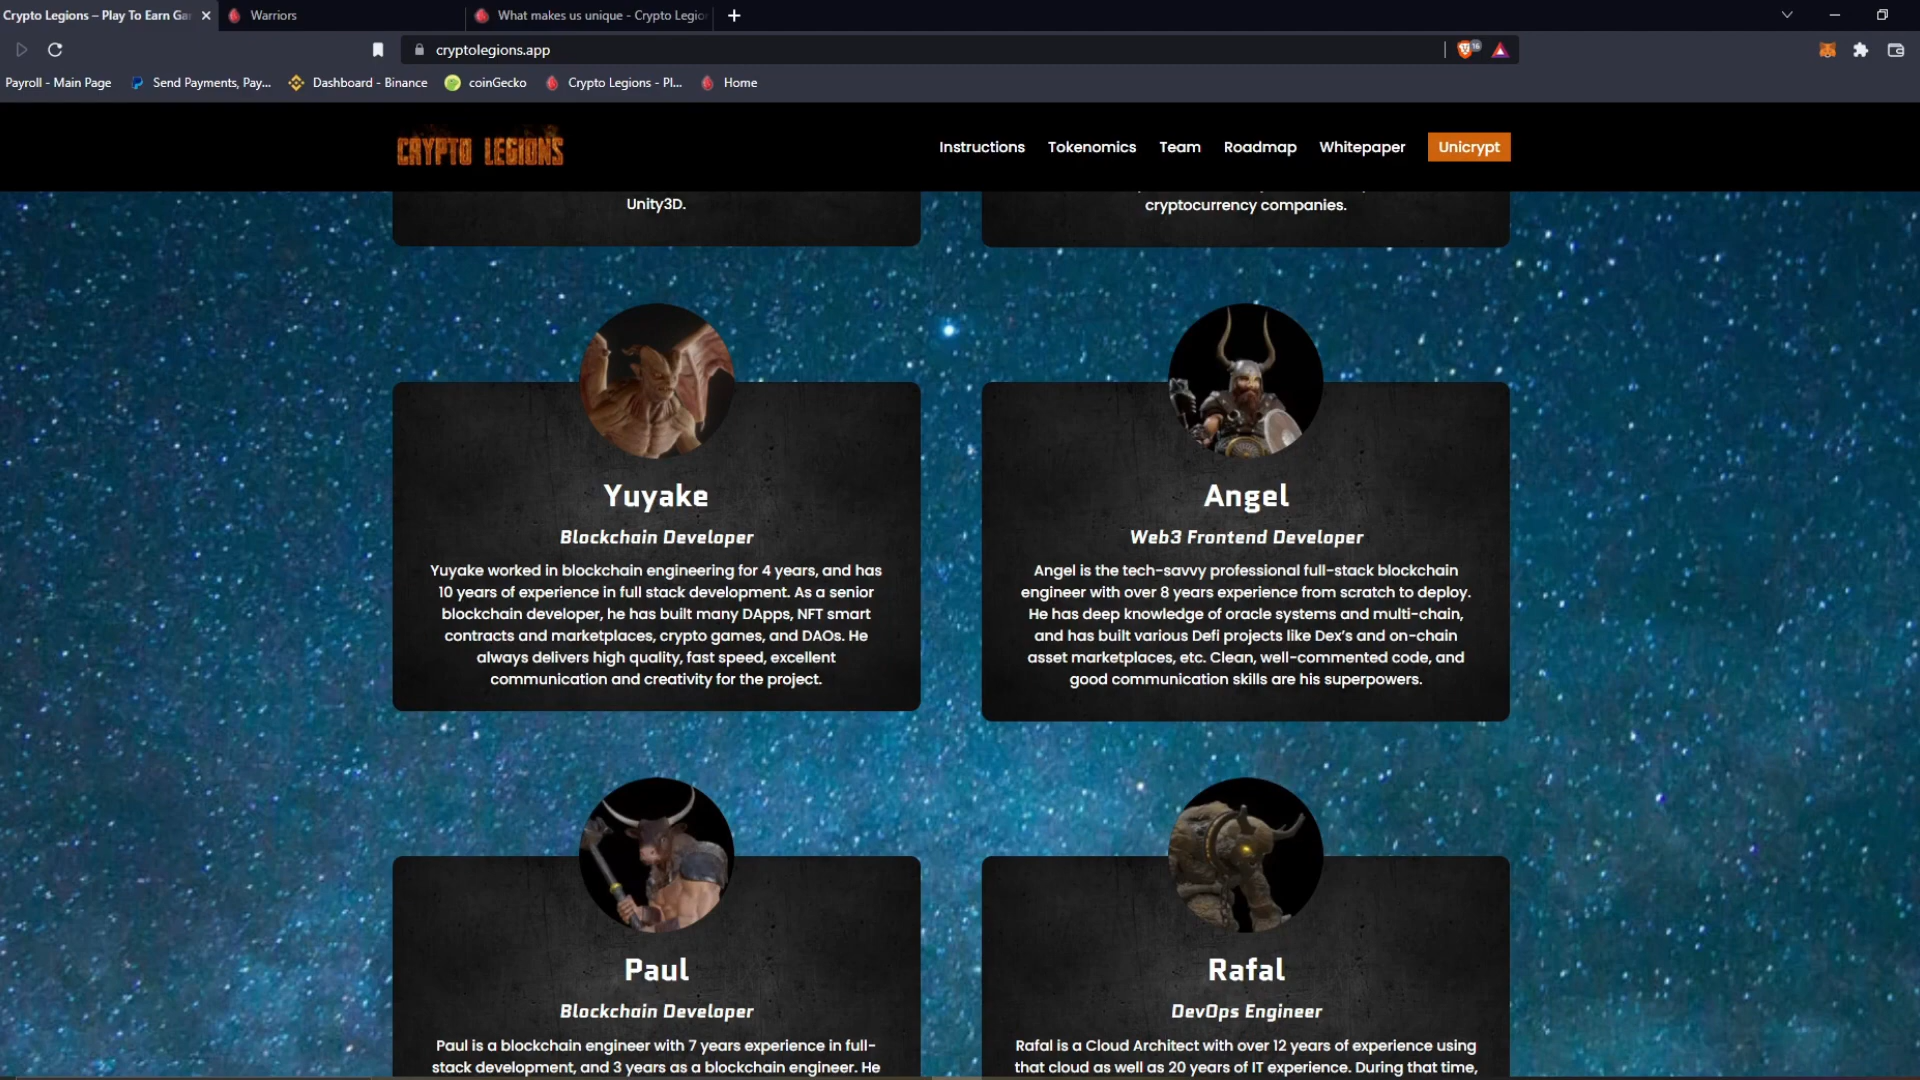 Crypto Legions – Play To Earn Ga
Warriors
What makes us unique - Crypto Legio
cryptolegions.app
16
Payroll - Main Page
Send Payments, Pay...
Dashboard - Binance
coinGecko
Crypto Legions - Pl...
Home
CRYPTO LEGIONS
Instructions
Tokenomics
Team
Roadmap
Whitepaper
Unicrypt
Unity3D.
cryptocurrency companies.
Yuyake
Blockchain Developer
Yuyake worked in blockchain engineering for 4 years, and has
10 years of experience in full stack development. As a senior
blockchain developer, he has built many DApps, NFT smart
contracts and marketplaces, crypto games, and DAOs. He
always delivers high quality, fast speed, excellent
communication and creativity for the project.
Angel
Web3 Frontend Developer
Angel is the tech-savvy professional full-stack blockchain
engineer with over 8 years experience from scratch to deploy.
He has deep knowledge of oracle systems and multi-chain,
and has built various Defi projects like Dex's and on-chain
asset marketplaces, etc. Clean, well-commented code, and
good communication skills are his superpowers.
Paul
Blockchain Developer
Paul is a blockchain engineer with 7 years experience in full-
stack development, and 3 years as a blockchain engineer. He
Rafal
DevOps Engineer
Rafal is a Cloud Architect with over 12 years of experience using
that cloud as well as 20 years of IT experience. During that time,